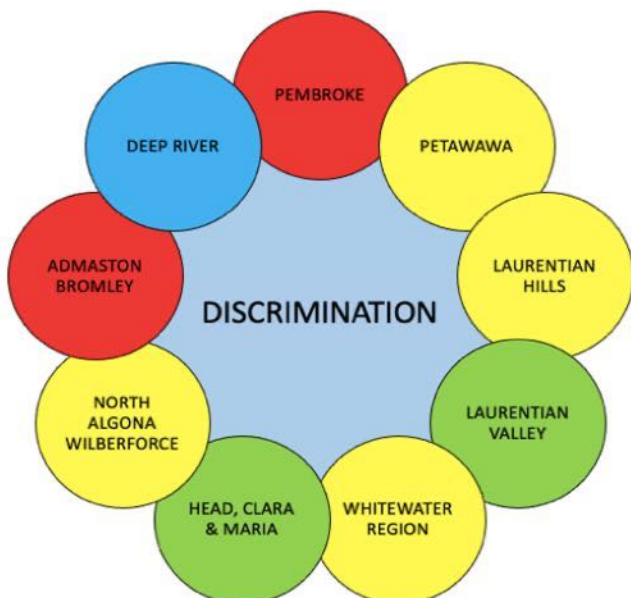 PEMBROKE
DEEP RIVER
PETAWAWA
ADMASTON
BROMLEY
LAURENTIAN
HILLS
DISCRIMINATION
NORTH
ALGONA
WILBERFORCE
LAURENTIAN
VALLEY
HEAD, CLARA
& MARIA
WHITEWATER
REGION